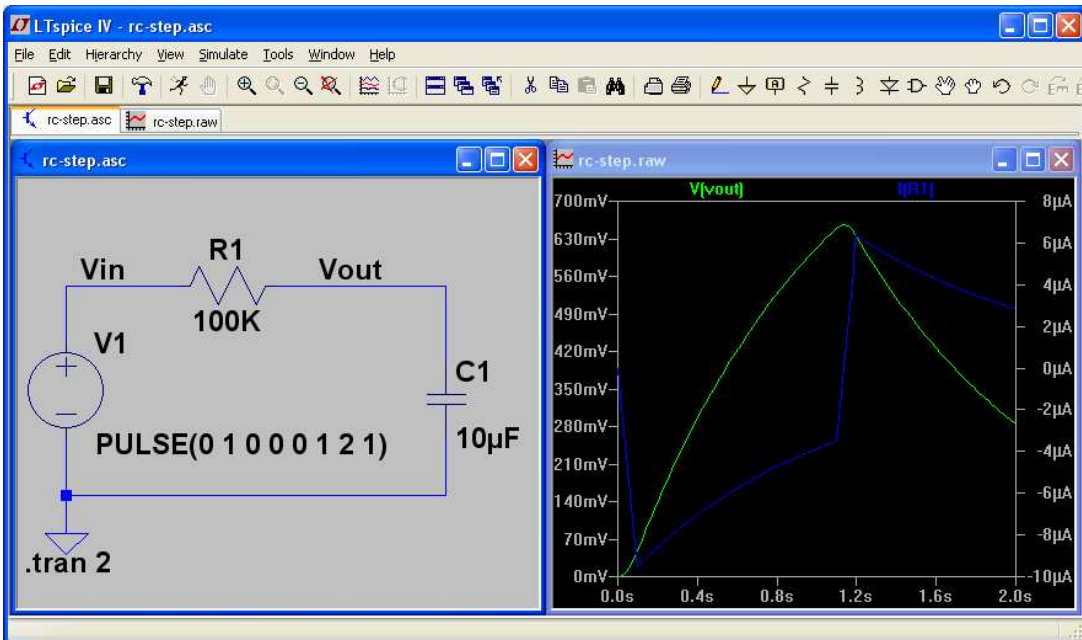 LTspice IV - rc-step.asc
File Edit Hierarchy View Simulate Tools Window Help
rc-step.asc rc-step.raw
rc-step.asc
Vin
R1
Vout
100K
V1
C1
PULSE(0 1 0 0 0 1 2 1)
10µF
.tran 2
rc-step.raw
V(vout) I(R1)
700mV 8µA
630mV 6µA
560mV 4µA
490mV 2µA
420mV 0µA
350mV -2µA
280mV -4µA
210mV -6µA
140mV -8µA
70mV -10µA
0mV
0.0s 0.4s 0.8s 1.2s 1.6s 2.0s